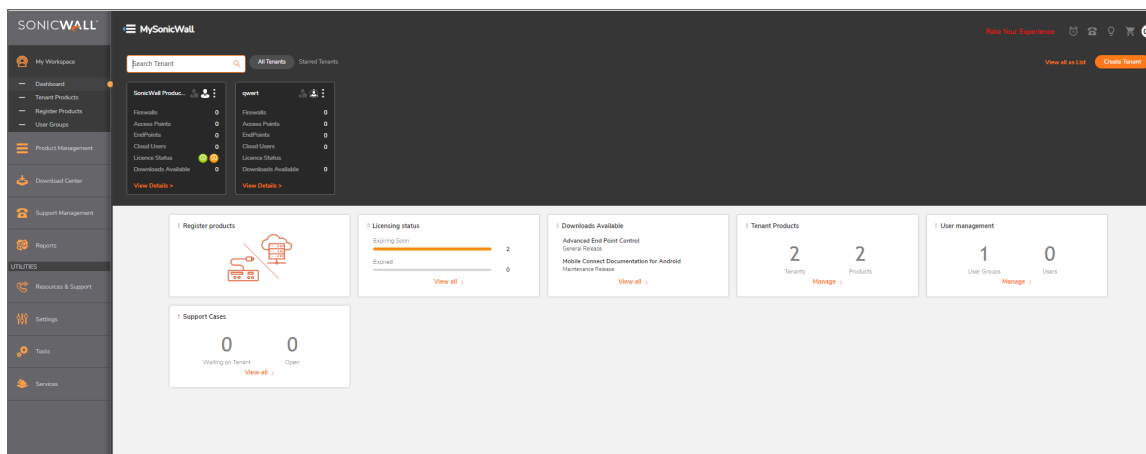 SONICWALL
MySonicWall
Rate Your Experience
My Workspace
Dashboard
Tenant Products
Register Products
User Groups
Product Management
Download Center
Support Management
Reports
UTILITIES
Resources & Support
Settings
Tools
Services
Search Tenant
All Tenants
Starred Tenants
View all as List
Create Tenant
SonicWall Produc...
Firewalls 0
Access Points 0
EndPoints 0
Cloud Users 0
Licence Status
Downloads Available 0
View Details >
qwert
Firewalls 0
Access Points 0
EndPoints 0
Cloud Users 0
Licence Status
Downloads Available 0
View Details >
Register products
Licensing status
Expiring Soon
2
Expired
0
View all >
Downloads Available
Advanced End Point Control
General Release
Mobile Connect Documentation for Android
Maintenance Release
View all >
Tenant Products
2 2
Tenants Products
Manage >
User management
1 0
User Groups Users
Manage >
Support Cases
0 0
Waiting on Tenant Open
View all >